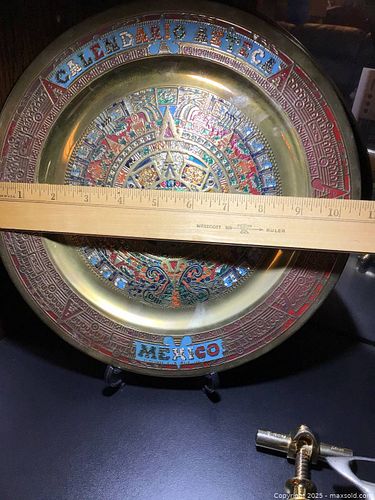 CALENDARIO AZTECA
1 2 3 4 5 6 7 8 9 10 11
WESTCOTT RULER
MEXICO
Copyright © 2025 - maxsold.com